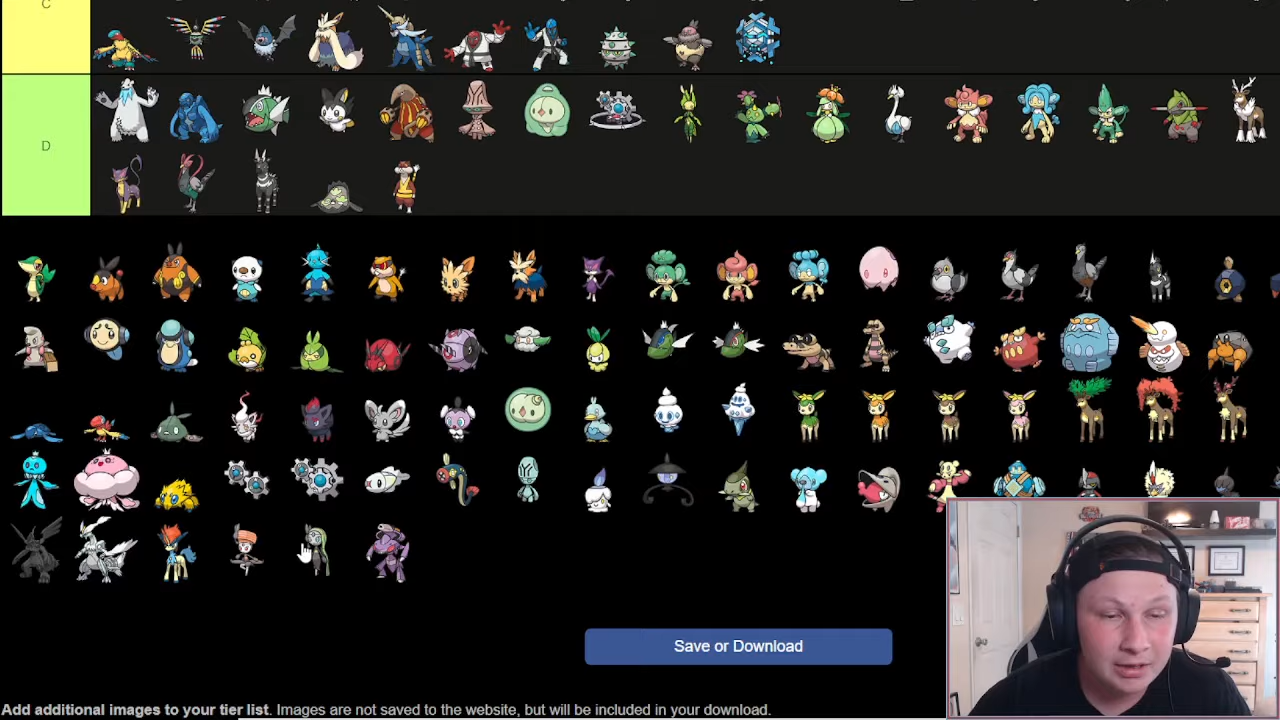 C
D
Save or Download
Add additional images to your tier list. Images are not saved to the website, but will be included in your download.